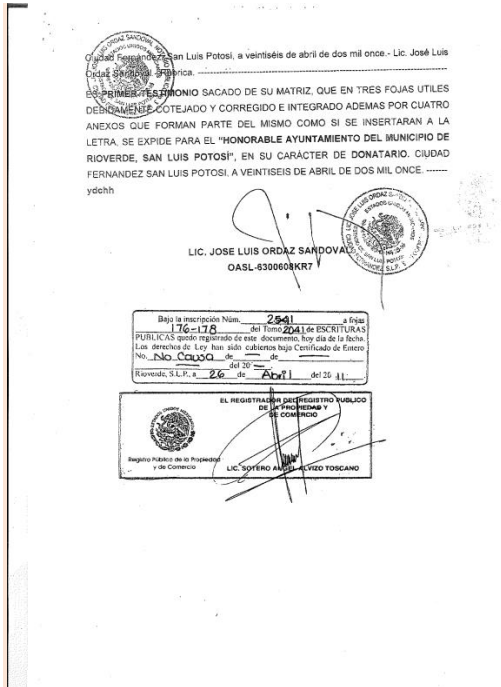 Ciudad Fernández, San Luis Potosi, a veintiséis de abril de dos mil once.- Lic. José Luis
Ordaz Sandoval.- Rúbrica. ---
ES PRIMER TESTIMONIO SACADO DE SU MATRIZ, QUE EN TRES FOJAS UTILES
DEBIDAMENTE COTEJADO Y CORREGIDO E INTEGRADO ADEMAS POR CUATRO
ANEXOS QUE FORMAN PARTE DEL MISMO COMO SI SE INSERTARAN A LA
LETRA, SE EXPIDE PARA EL "HONORABLE AYUNTAMIENTO DEL MUNICIPIO DE
RIOVERDE, SAN LUIS POTOSÍ", EN SU CARÁCTER DE DONATARIO. CIUDAD
FERNANDEZ SAN LUIS POTOSI, A VEINTISEIS DE ABRIL DE DOS MIL ONCE. -------
ydchh
LIC. JOSE LUIS ORDAZ SANDOVAL
OASL-6300608KR7
Bajo la inscripción Núm. 2541 a fojas
176-178 del Tomo 2041 de ESCRITURAS
PUBLICAS quedo registrado de este documento, hoy día de la fecha.
Los derechos de Ley han sido cubiertos bajo Certificado de Entero
No. No Causa de — de —
— del 20 —
Rioverde, S.L.P., a 26 de Abril del 20 11
EL REGISTRADOR DEL REGISTRO PUBLICO
DE LA PROPIEDAD Y
DE COMERCIO
ESTADOS UNIDOS MEXICANOS
Registro Público de la Propiedad
y de Comercio
LIC. SOTERO ANGEL ALVIZO TOSCANO